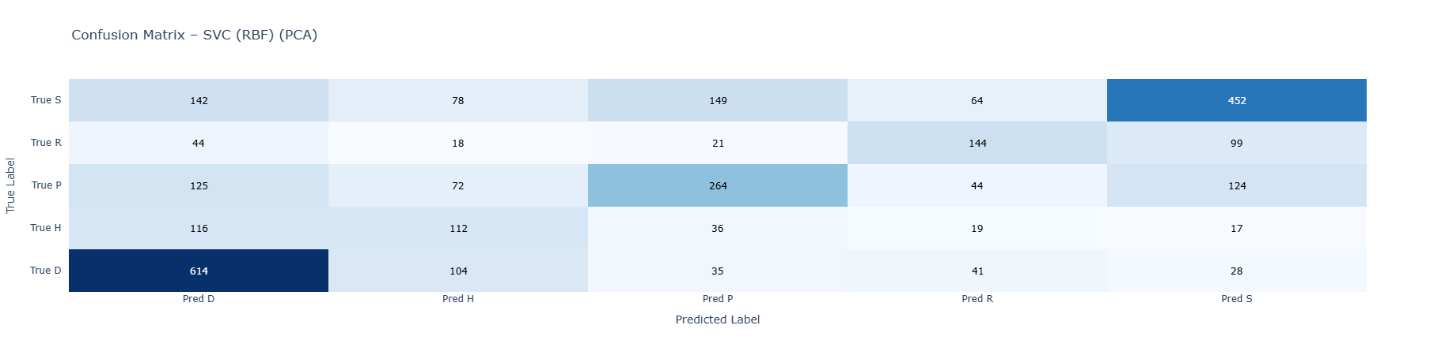 Confusion Matrix – SVC (RBF) (PCA)
True Label
True S 142 78 149 64 452
True R 44 18 21 144 99
True P 125 72 264 44 124
True H 116 112 36 19 17
True D 614 104 35 41 28
Pred D Pred H Pred P Pred R Pred S
Predicted Label